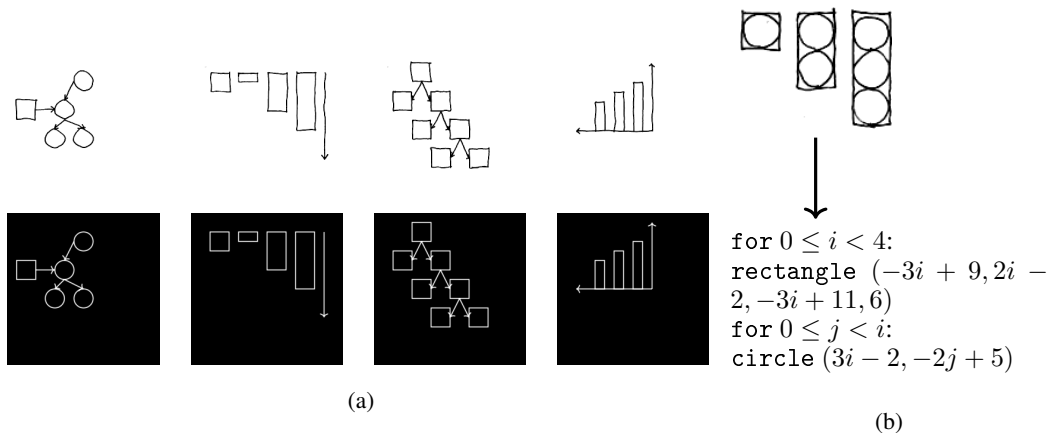 for 0 ≤ i < 4:
rectangle (−3i + 9, 2i −
2, −3i + 11, 6)
for 0 ≤ j < i:
circle (3i − 2, −2j + 5)
(a)
(b)